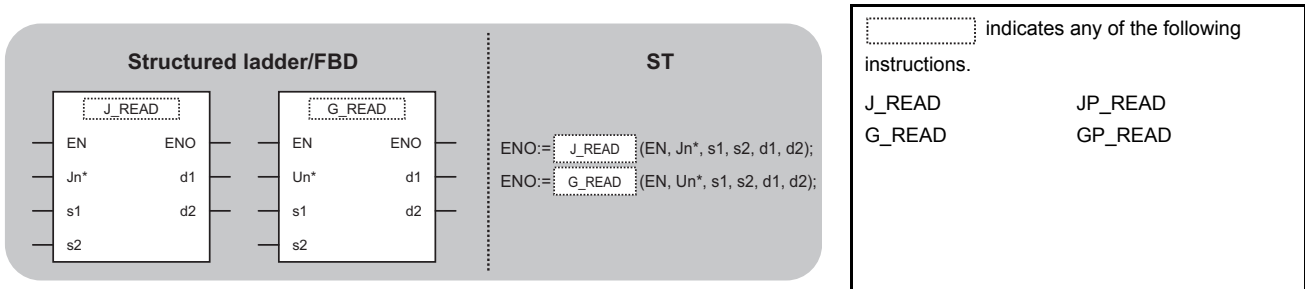 Structured ladder/FBD
ST
J_READ
EN ENO
Jn* d1
s1 d2
s2
G_READ
EN ENO
Un* d1
s1 d2
s2
ENO:= J_READ (EN, Jn*, s1, s2, d1, d2);
ENO:= G_READ (EN, Un*, s1, s2, d1, d2);
indicates any of the following
instructions.
J_READ JP_READ
G_READ GP_READ